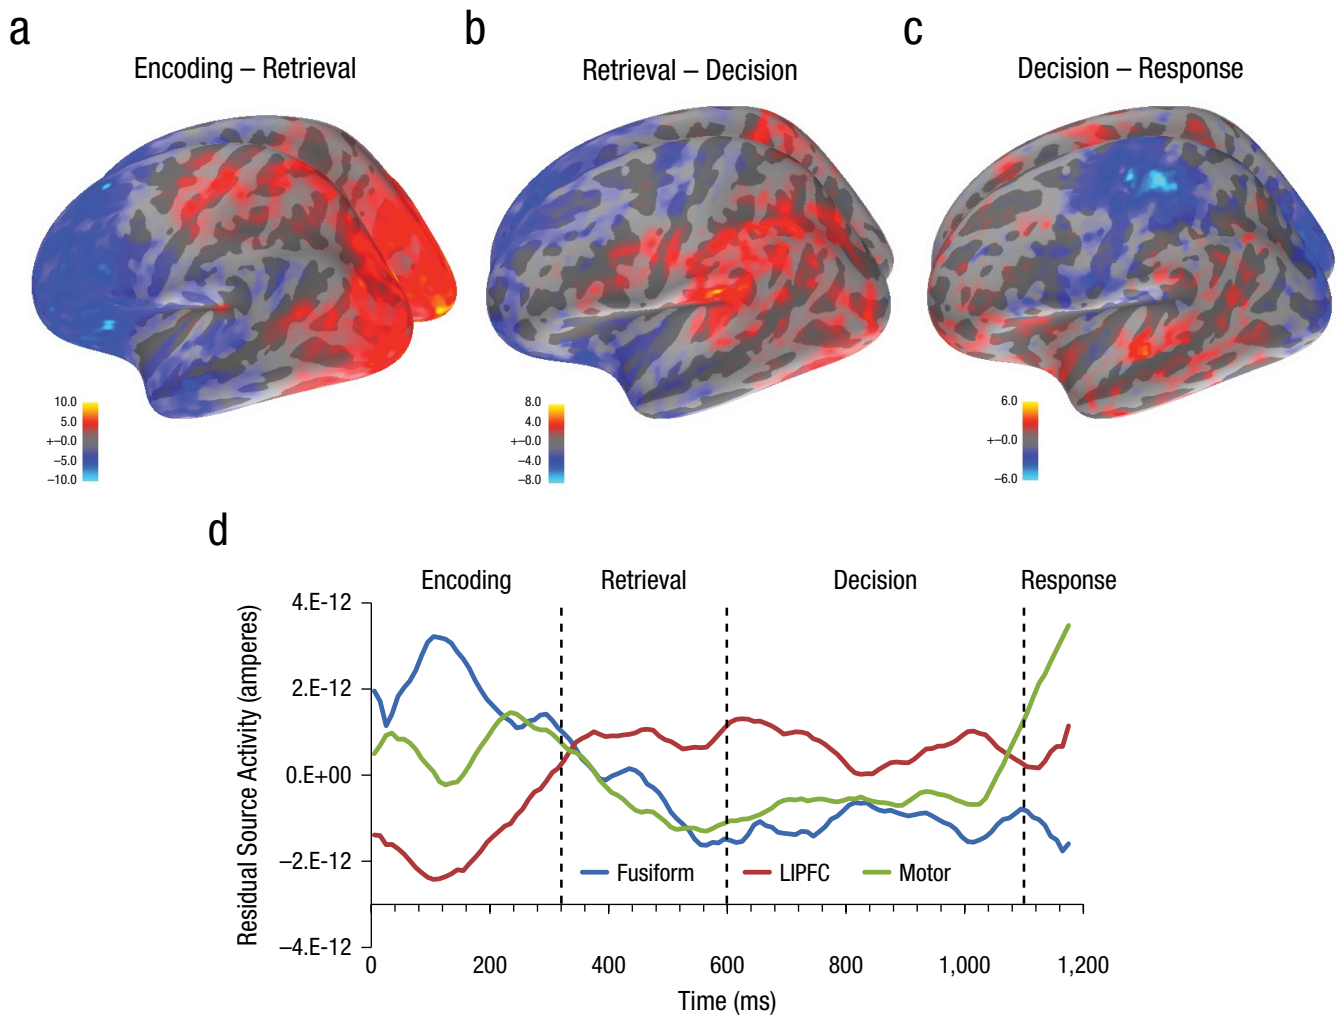 a
Encoding – Retrieval
10.0
5.0
+–0.0
–5.0
–10.0
b
Retrieval – Decision
8.0
4.0
+–0.0
–4.0
–8.0
c
Decision – Response
6.0
+–0.0
–6.0
d
Encoding Retrieval Decision Response
Residual Source Activity (amperes)
4.E-12
2.E-12
0.E+00
–2.E-12
–4.E-12
Fusiform LIPFC Motor
0 200 400 600 800 1,000 1,200
Time (ms)